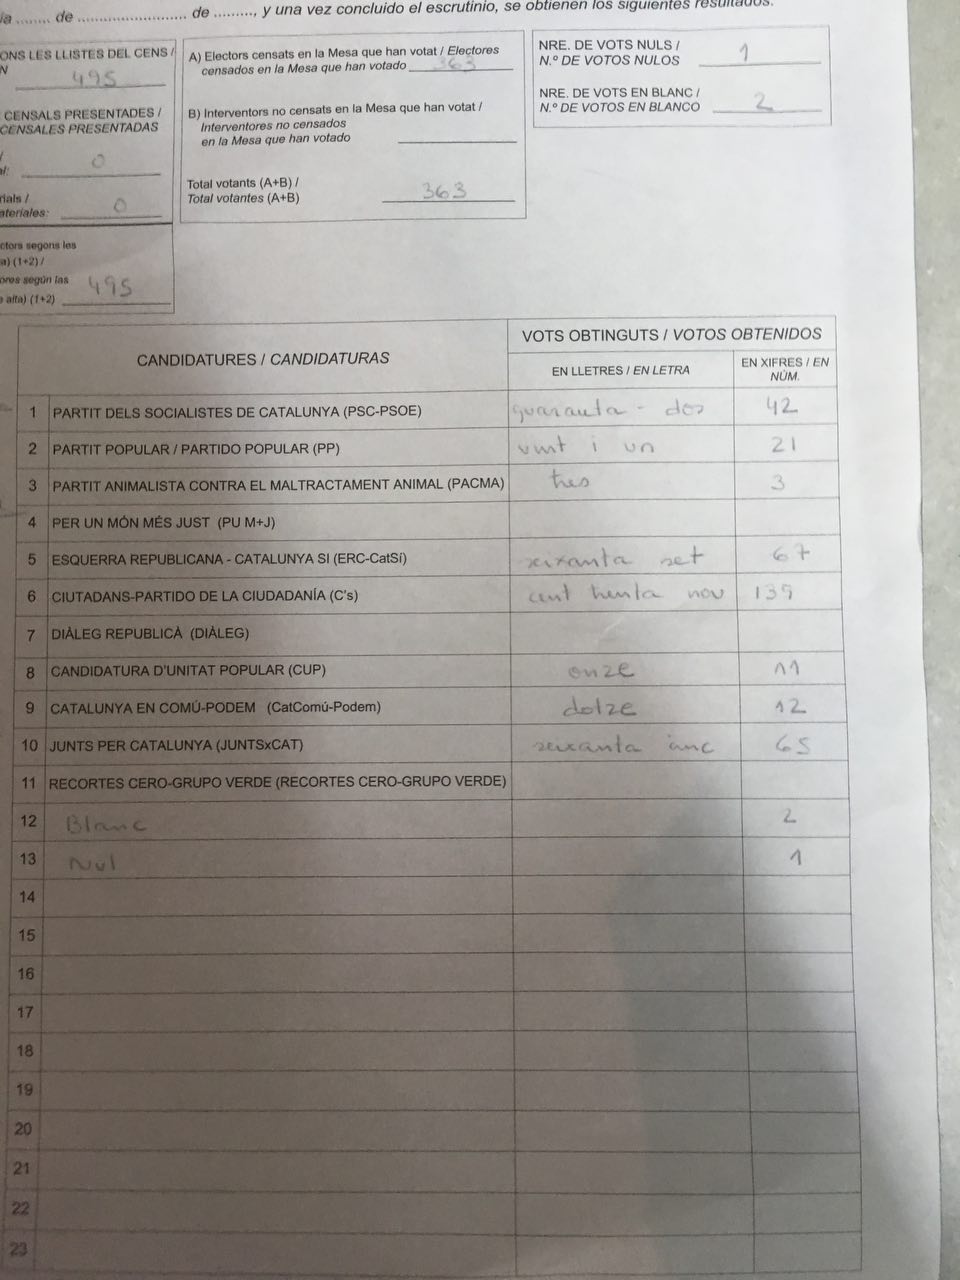 de ............................ de ........., y una vez concluido el escrutinio, se obtienen los siguientes resultados:
ONS LES LLISTES DEL CENS /
N
495
CENSALS PRESENTADES /
CENSALES PRESENTADAS
/
al:
0
rials /
ateriales:
0
ctors segons les
a) (1+2) /
ores según las
alta) (1+2)
495
A) Electors censats en la Mesa que han votat / Electores
censados en la Mesa que han votado 363
B) Interventors no censats en la Mesa que han votat /
Interventores no censados
en la Mesa que han votado
Total votants (A+B) /
Total votantes (A+B) 363
NRE. DE VOTS NULS /
N.º DE VOTOS NULOS 1
NRE. DE VOTS EN BLANC /
N.º DE VOTOS EN BLANCO 2
CANDIDATURES / CANDIDATURAS
VOTS OBTINGUTS / VOTOS OBTENIDOS
EN LLETRES / EN LETRA
EN XIFRES / EN
NÚM.
1 PARTIT DELS SOCIALISTES DE CATALUNYA (PSC-PSOE) quaranta - dos 42
2 PARTIT POPULAR / PARTIDO POPULAR (PP) vint i un 21
3 PARTIT ANIMALISTA CONTRA EL MALTRACTAMENT ANIMAL (PACMA) tres 3
4 PER UN MÓN MÉS JUST (PU M+J)
5 ESQUERRA REPUBLICANA - CATALUNYA SI (ERC-CatSí) seixanta set 67
6 CIUTADANS-PARTIDO DE LA CIUDADANÍA (C's) cent trenta nou 139
7 DIÀLEG REPUBLICÀ (DIÀLEG)
8 CANDIDATURA D'UNITAT POPULAR (CUP) onze 11
9 CATALUNYA EN COMÚ-PODEM (CatComú-Podem) dotze 12
10 JUNTS PER CATALUNYA (JUNTSxCAT) seixanta cinc 65
11 RECORTES CERO-GRUPO VERDE (RECORTES CERO-GRUPO VERDE)
12 Blanc 2
13 Nul 1
14
15
16
17
18
19
20
21
22
23